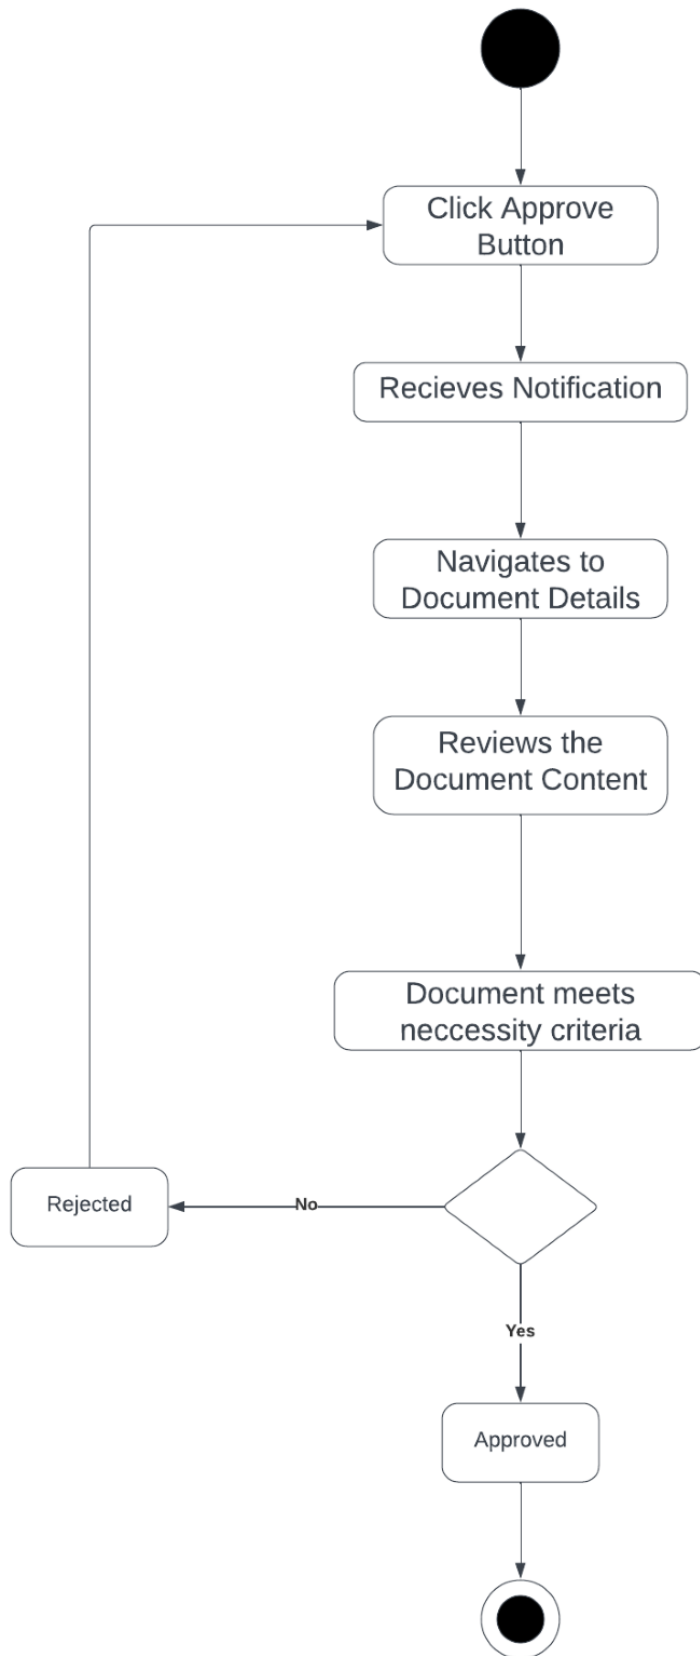 Click Approve
Button
Recieves Notification
Navigates to
Document Details
Reviews the
Document Content
Document meets
neccessity criteria
Rejected
No
Yes
Approved